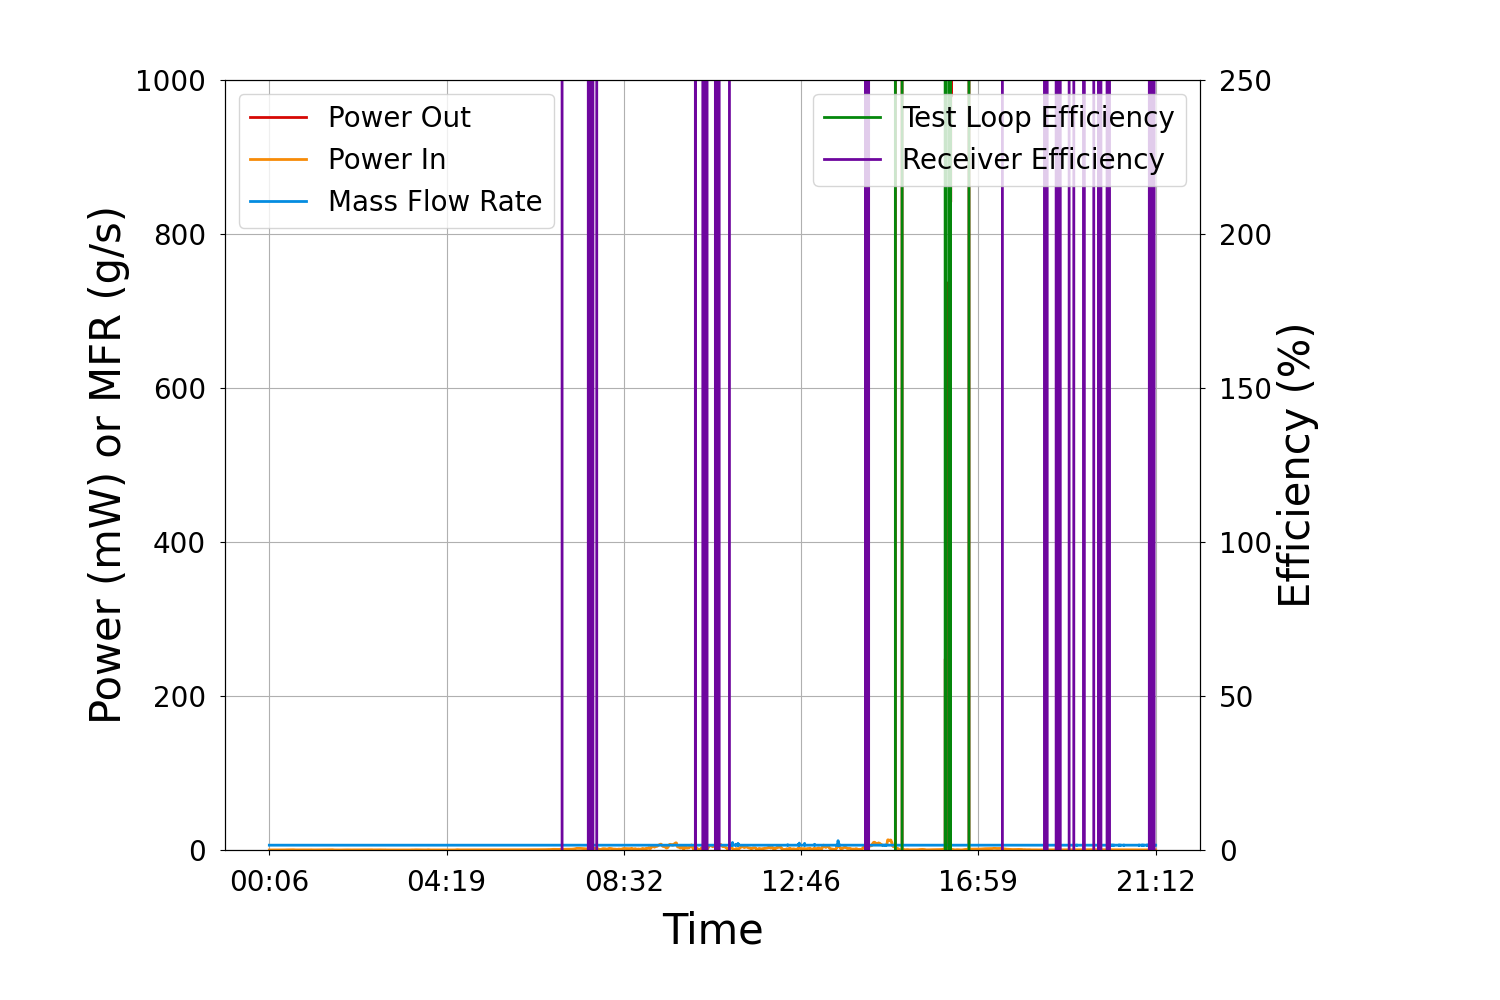 1000
800
600
400
200
0
Power (mW) or MFR (g/s)
Power Out
Power In
Mass Flow Rate
Test Loop Efficiency
Receiver Efficiency
250
200
150
100
50
0
Efficiency (%)
00:06 04:19 08:32 12:46 16:59 21:12
Time